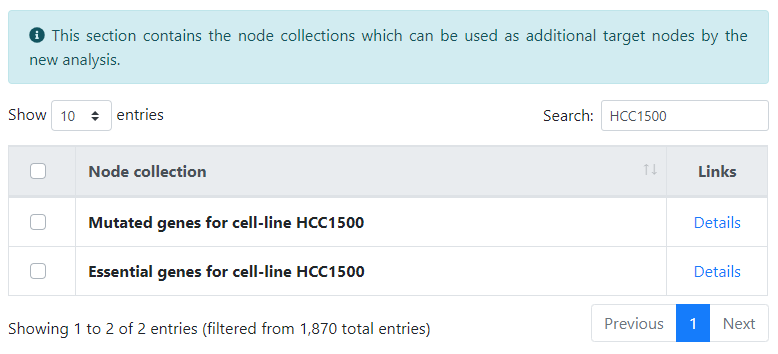 This section contains the node collections which can be used as additional target nodes by the
new analysis.
Show 10 entries Search: HCC1500
Node collection Links
Mutated genes for cell-line HCC1500 Details
Essential genes for cell-line HCC1500 Details
Showing 1 to 2 of 2 entries (filtered from 1,870 total entries) Previous 1 Next